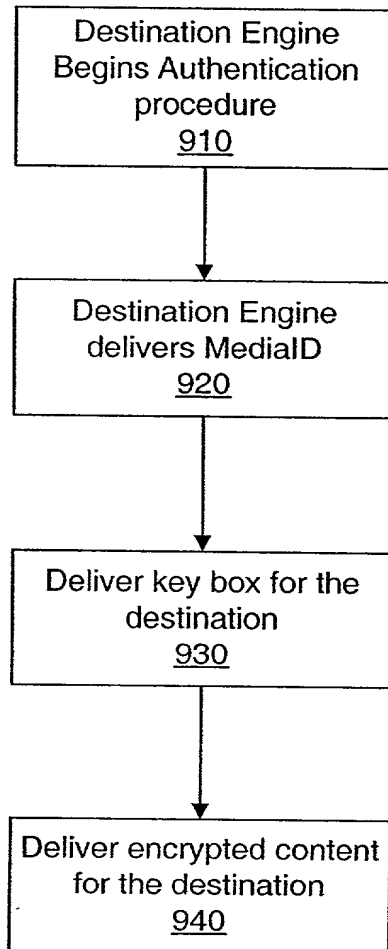 Destination Engine
Begins Authentication
procedure
910
Destination Engine
delivers MediaID
920
Deliver key box for the
destination
930
Deliver encrypted content
for the destination
940